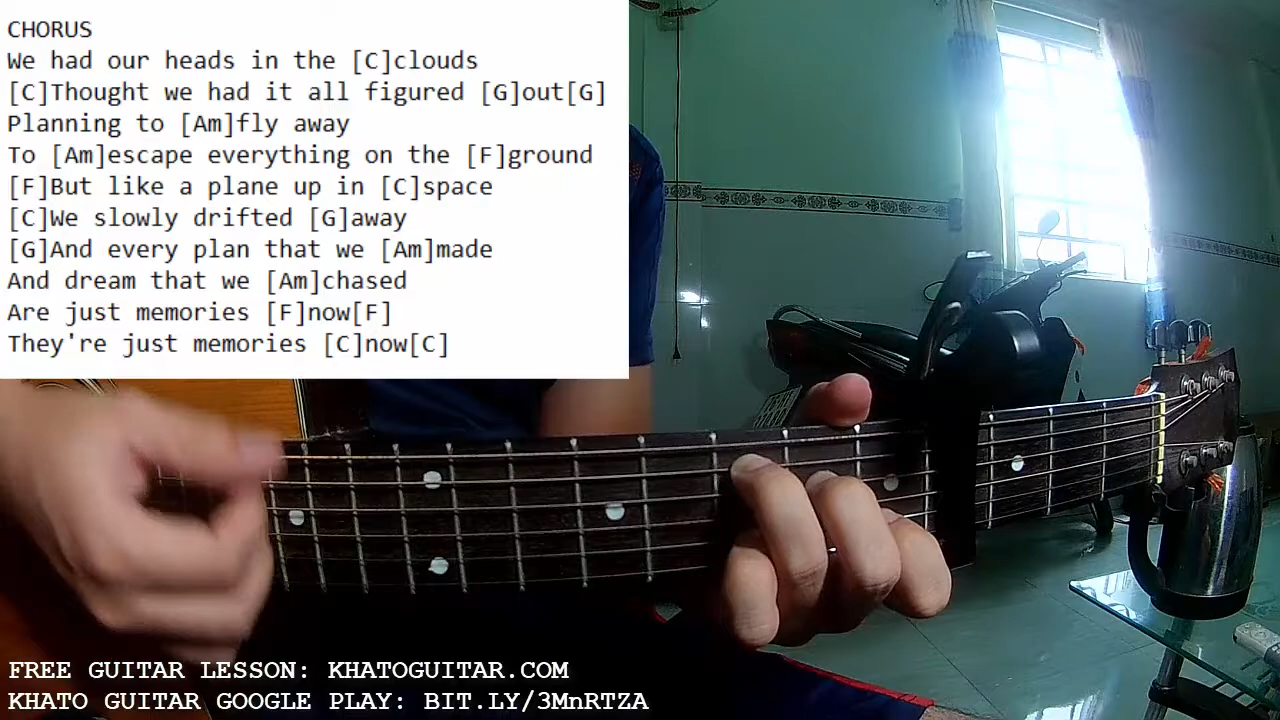 CHORUS
We had our heads in the [C]clouds
[C]Thought we had it all figured [G]out[G]
Planning to [Am]fly away
To [Am]escape everything on the [F]ground
[F]But like a plane up in [C]space
[C]We slowly drifted [G]away
[G]And every plan that we [Am]made
And dream that we [Am]chased
Are just memories [F]now[F]
They're just memories [C]now[C]
FREE GUITAR LESSON: KHATOGUITAR.COM
KHATO GUITAR GOOGLE PLAY: BIT.LY/3MnRTZA